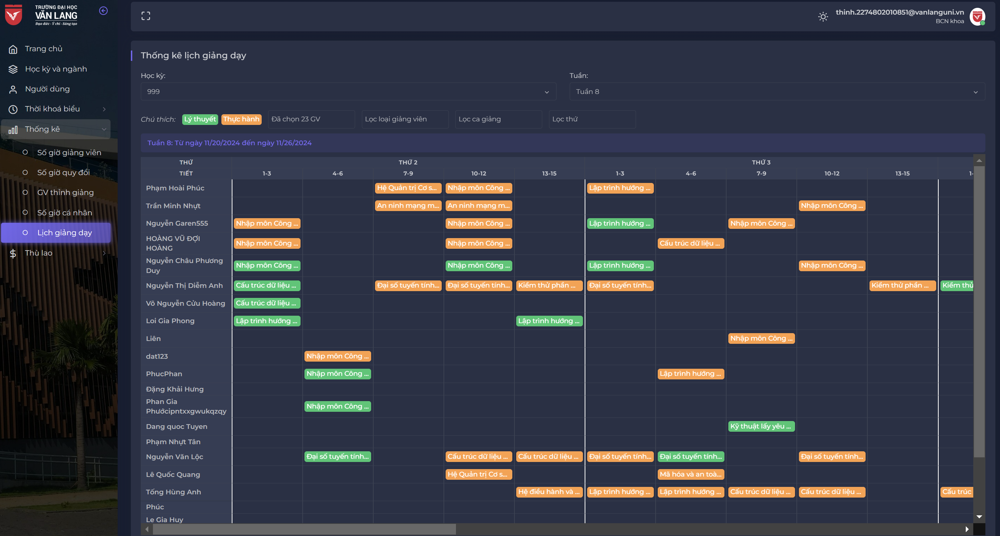 TRƯỜNG ĐẠI HỌC
VĂN LANG
Đạo đức - Ý chí - Sáng tạo
thinh.2274802010851@vanlanguni.vn
BCN khoa
Trang chủ
Học kỳ và ngành
Người dùng
Thời khoá biểu
Thống kê
Số giờ giảng viên
Số giờ quy đổi
GV thỉnh giảng
Số giờ cá nhân
Lịch giảng dạy
Thù lao
Thống kê lịch giảng dạy
Học kỳ: Tuần:
999 Tuần 8
Chú thích: Lý thuyết Thực hành Đã chọn 23 GV Lọc loại giảng viên Lọc ca giảng Lọc thứ
Tuần 8: Từ ngày 11/20/2024 đến ngày 11/26/2024
THỨ THỨ 2 THỨ 3
TIẾT 1-3 4-6 7-9 10-12 13-15 1-3 4-6 7-9 10-12 13-15 1-
Phạm Hoài Phúc Hệ Quản trị Cơ s... Nhập môn Công ... Lập trình hướng ...
Trần Minh Nhựt An ninh mạng m... An ninh mạng m... Nhập môn Công ...
Nguyễn Garen555 Nhập môn Công ... Nhập môn Công ... Lập trình hướng ... Nhập môn Công ...
HOÀNG VŨ ĐỢI
HOÀNG Nhập môn Công ... Nhập môn Công ... Cấu trúc dữ liệu ...
Nguyễn Châu Phương
Duy Nhập môn Công ... Nhập môn Công ... Lập trình hướng ... Nhập môn Công ...
Nguyễn Thị Diễm Anh Cấu trúc dữ liệu ... Đại số tuyến tính... Đại số tuyến tính... Kiểm thử phần ... Đại số tuyến tính... Kiểm thử phần ... Kiểm thử
Võ Nguyễn Cửu Hoàng Cấu trúc dữ liệu ...
Loi Gia Phong Lập trình hướng ... Lập trình hướng ...
Liên Nhập môn Công ...
dat123 Nhập môn Công ...
PhucPhan Nhập môn Công ... Lập trình hướng ...
Đặng Khải Hưng
Phan Gia
Phướcipntxxgwukqzqy Nhập môn Công ...
Dang quoc Tuyen Kỹ thuật lấy yêu ...
Phạm Nhựt Tân
Nguyễn Văn Lộc Đại số tuyến tính... Cấu trúc dữ liệu ... Cấu trúc dữ liệu ... Đại số tuyến tính... Đại số tuyến tính... Đại số tuyến tính...
Lê Quốc Quang Hệ Quản trị Cơ s... Mã hóa và an toà...
Tống Hùng Anh Hệ điều hành và ... Lập trình hướng ... Lập trình hướng ... Cấu trúc dữ liệu ... Cấu trúc dữ liệu ... Cấu trúc
Phúc
Le Gia Huy